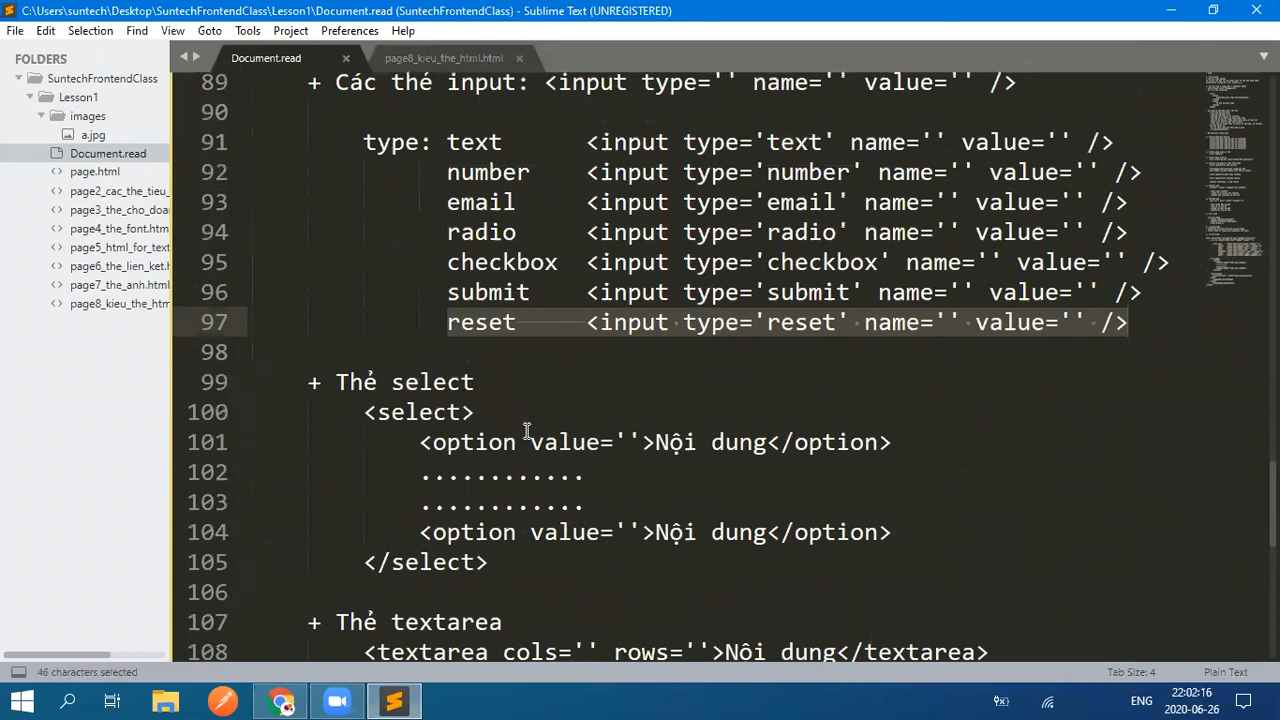 C:\Users\suntech\Desktop\SuntechFrontendClass\Lesson1\Document.read (SuntechFrontendClass) - Sublime Text (UNREGISTERED)
File Edit Selection Find View Goto Tools Project Preferences Help
FOLDERS
SuntechFrontendClass
Lesson1
images
a.jpg
Document.read
page.html
page2_cac_the_tieu_
page3_the_cho_doa
page4_the_font.htm
page5_html_for_text
page6_the_lien_ket.h
page7_the_anh.html
page8_kieu_the_htm
Document.read page8_kieu_the_html.html
89 + Các thẻ input: <input type='' name='' value='' />
90
91 type: text <input type='text' name='' value='' />
92 number <input type='number' name='' value='' />
93 email <input type='email' name='' value='' />
94 radio <input type='radio' name='' value='' />
95 checkbox <input type='checkbox' name='' value='' />
96 submit <input type='submit' name='' value='' />
97 reset <input type='reset' name='' value='' />
98
99 + Thẻ select
100 <select>
101 <option value=''>Nội dung</option>
102 ............
103 ............
104 <option value=''>Nội dung</option>
105 </select>
106
107 + Thẻ textarea
108 <textarea cols='' rows=''>Nội dung</textarea>
46 characters selected Tab Size: 4 Plain Text
ENG 22:02:16
2020-06-26